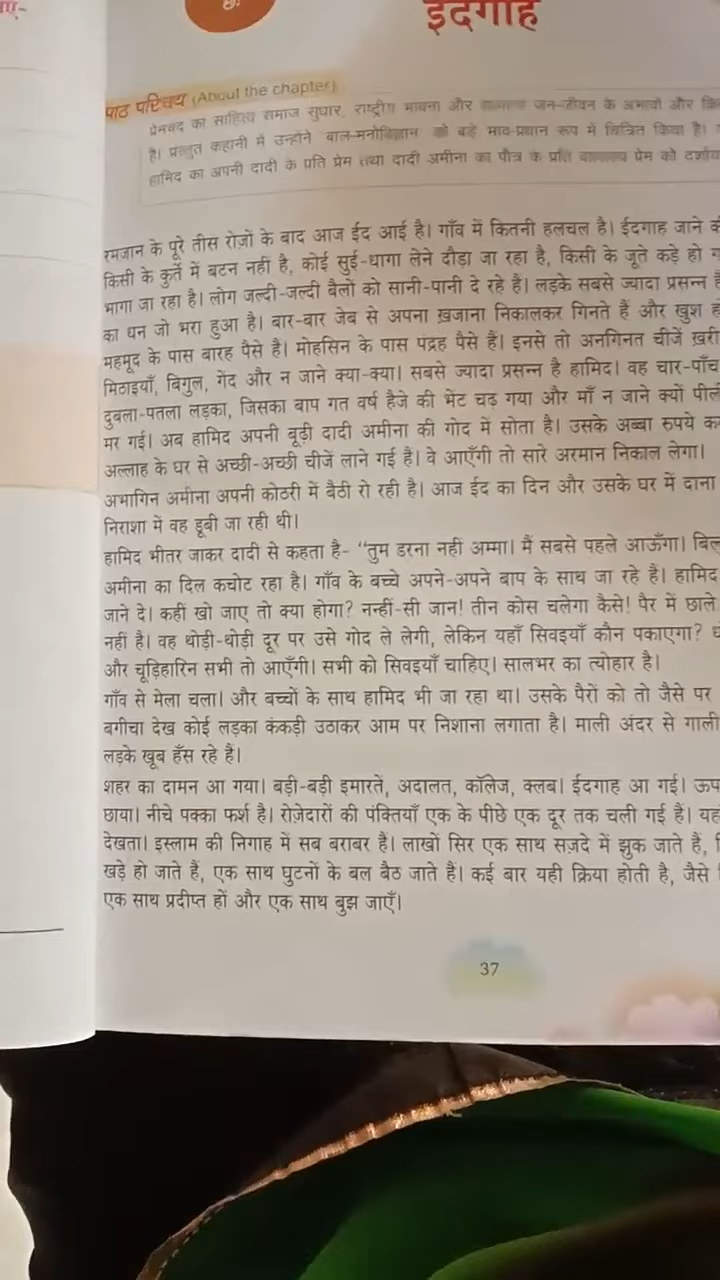 ईदगाह
पाठ परिचय (About the chapter)
प्रेमचंद का साहित्य समाज सुधार, राष्ट्रीय भावना और सामान्य जन-जीवन के अभावों और
है। प्रस्तुत कहानी में उन्होंने बाल-मनोविज्ञान को बड़े भाव-प्रधान रूप में चित्रित किया है।
हामिद का अपनी दादी के प्रति प्रेम तथा दादी अमीना का पौत्र के प्रति वात्सल्य प्रेम को
रमजान के पूरे तीस रोज़ों के बाद आज ईद आई है। गाँव में कितनी हलचल है। ईदगाह जाने
किसी के कुर्ते में बटन नहीं है, कोई सुई-धागा लेने दौड़ा जा रहा है, किसी के जूते कड़े हो
भागा जा रहा है। लोग जल्दी-जल्दी बैलों को सानी-पानी दे रहे हैं। लड़के सबसे ज्यादा प्रसन्न
का धन जो भरा हुआ है। बार-बार जेब से अपना ख़जाना निकालकर गिनते हैं और खुश
महमूद के पास बारह पैसे हैं। मोहसिन के पास पंद्रह पैसे हैं। इनसे तो अनगिनत चीजें
मिठाइयाँ, बिगुल, गेंद और न जाने क्या-क्या। सबसे ज्यादा प्रसन्न है हामिद। वह चार-पाँच
दुबला-पतला लड़का, जिसका बाप गत वर्ष हैजे की भेंट चढ़ गया और माँ न जाने क्यों
मर गई। अब हामिद अपनी बूढ़ी दादी अमीना की गोद में सोता है। उसके अब्बा रुपये
अल्लाह के घर से अच्छी-अच्छी चीजें लाने गई हैं। वे आएँगी तो सारे अरमान निकाल लेगा।
अभागिन अमीना अपनी कोठरी में बैठी रो रही है। आज ईद का दिन और उसके घर में दाना
निराशा में वह डूबी जा रही थी।
हामिद भीतर जाकर दादी से कहता है- "तुम डरना नहीं अम्मा। मैं सबसे पहले आऊँगा।
अमीना का दिल कचोट रहा है। गाँव के बच्चे अपने-अपने बाप के साथ जा रहे हैं। हामिद
जाने दे। कहीं खो जाए तो क्या होगा? नन्हीं-सी जान! तीन कोस चलेगा कैसे! पैर में छाले
नहीं है। वह थोड़ी-थोड़ी दूर पर उसे गोद ले लेगी, लेकिन यहाँ सिवइयाँ कौन पकाएगा?
और चूड़िहारिन सभी तो आएँगी। सभी को सिवइयाँ चाहिए। सालभर का त्योहार है।
गाँव से मेला चला। और बच्चों के साथ हामिद भी जा रहा था। उसके पैरों को तो जैसे पर
बगीचा देख कोई लड़का कंकड़ी उठाकर आम पर निशाना लगाता है। माली अंदर से गाली
लड़के खूब हँस रहे हैं।
शहर का दामन आ गया। बड़ी-बड़ी इमारतें, अदालत, कॉलेज, क्लब। ईदगाह आ गई।
छाया। नीचे पक्का फर्श है। रोज़ेदारों की पंक्तियाँ एक के पीछे एक दूर तक चली गई हैं।
देखता। इस्लाम की निगाह में सब बराबर हैं। लाखों सिर एक साथ सज़दे में झुक जाते हैं,
खड़े हो जाते हैं, एक साथ घुटनों के बल बैठ जाते हैं। कई बार यही क्रिया होती है, जैसे
एक साथ प्रदीप्त हों और एक साथ बुझ जाएँ।
37